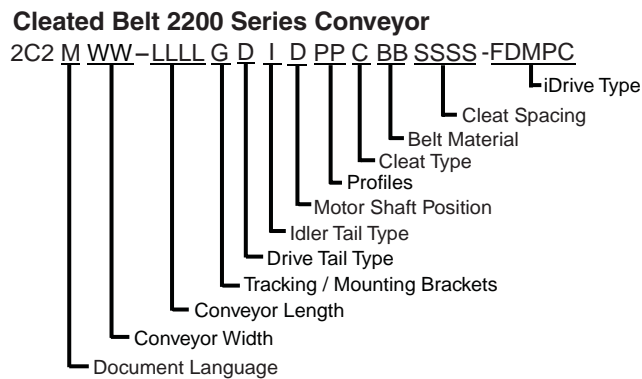 Cleated Belt 2200 Series Conveyor
2C2 M WW–LLLL G D I D PP C BB SSSS -FDMPC
iDrive Type
Cleat Spacing
Belt Material
Cleat Type
Profiles
Motor Shaft Position
Idler Tail Type
Drive Tail Type
Tracking / Mounting Brackets
Conveyor Length
Conveyor Width
Document Language